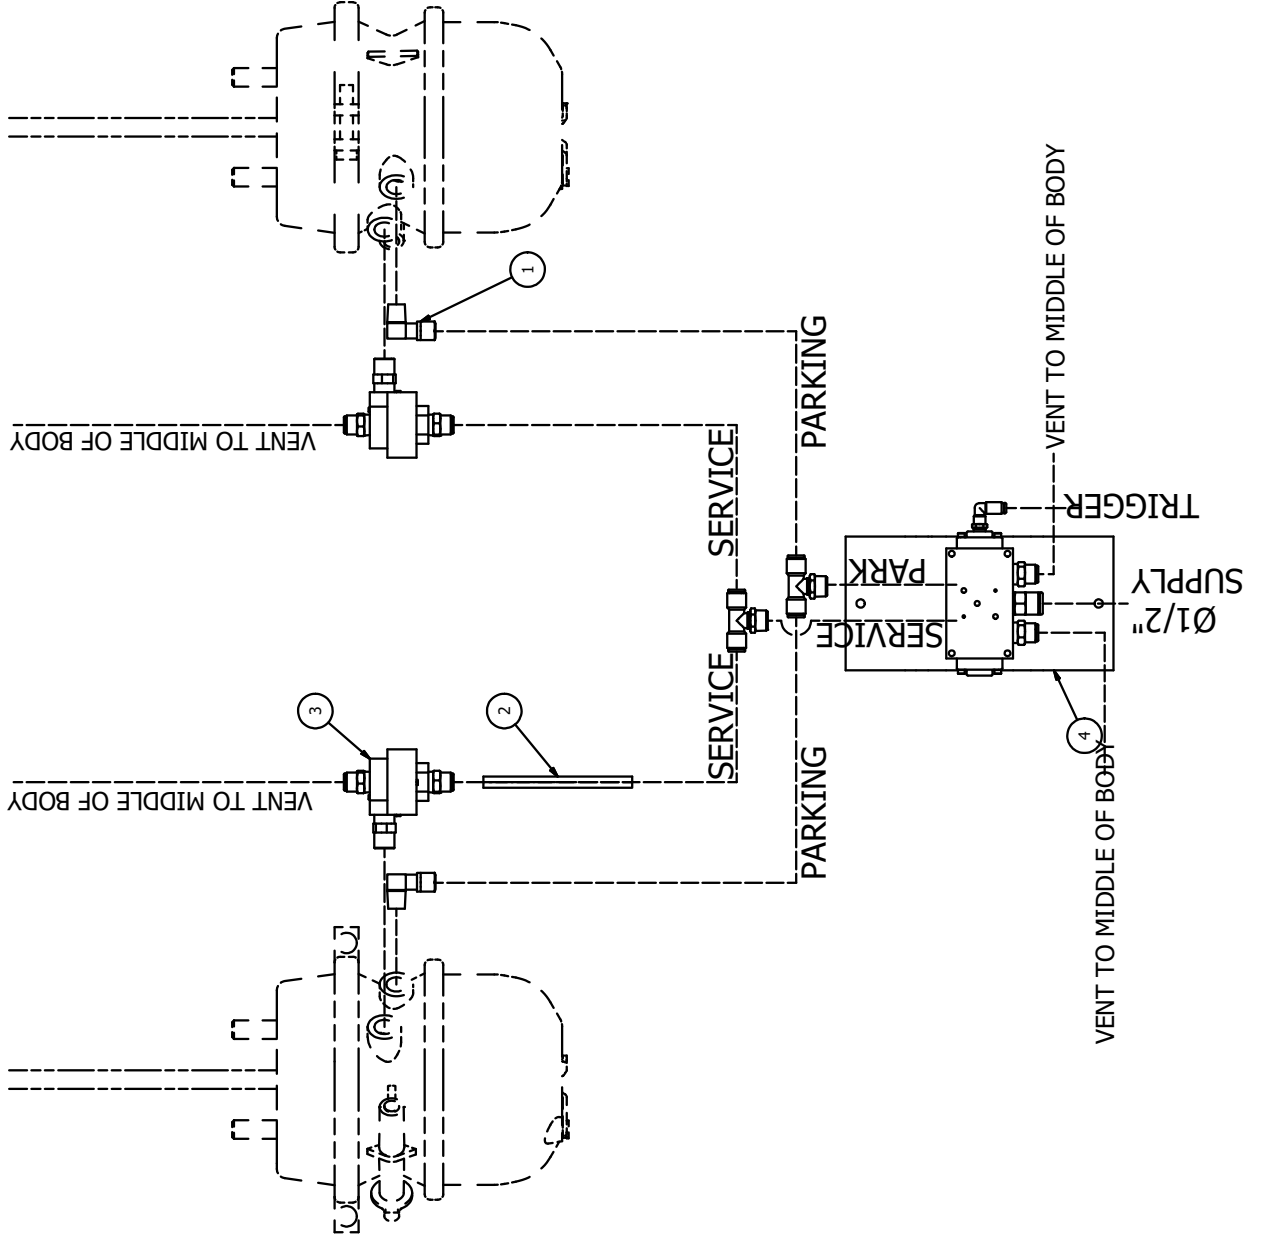 1
VENT TO MIDDLE OF BODY
PARKING
VENT TO MIDDLE OF BODY
SERVICE
TRIGGER
PARK
SUPPLY
Ø1/2"
SERVICE
SERVICE
3
2
4
VENT TO MIDDLE OF BODY
PARKING
VENT TO MIDDLE OF BODY